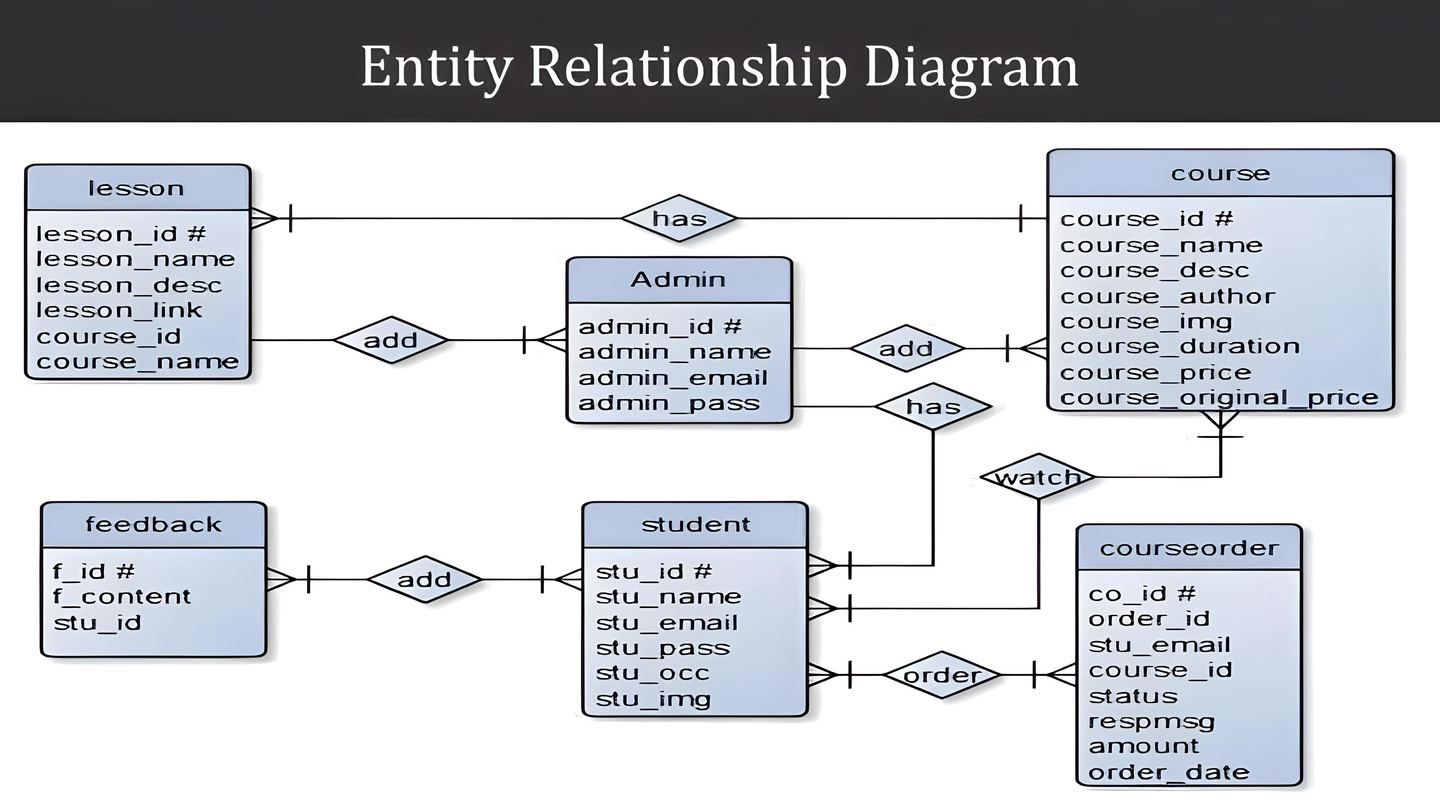 Entity Relationship Diagram
lesson
lesson_id #
lesson_name
lesson_desc
lesson_link
course_id
course_name
has
course
course_id #
course_name
course_desc
course_author
course_img
course_duration
course_price
course_original_price
add
Admin
admin_id #
admin_name
admin_email
admin_pass
add
has
watch
feedback
f_id #
f_content
stu_id
add
student
stu_id #
stu_name
stu_email
stu_pass
stu_occ
stu_img
order
courseorder
co_id #
order_id
stu_email
course_id
status
respmsg
amount
order_date